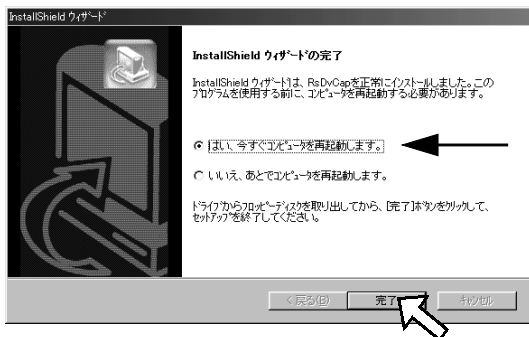 InstallShield ウィザード
InstallShield ウィザードの完了
InstallShield ウィザードは、RsDvCapを正常にインストールしました。この
プログラムを使用する前に、コンピュータを再起動する必要があります。
はい、今すぐコンピュータを再起動します。
いいえ、あとでコンピュータを再起動します。
ドライブからフロッピーディスクを取り出してから、[完了]ボタンをクリックして、
セットアップを終了してください。
< 戻る(B)
完了
キャンセル